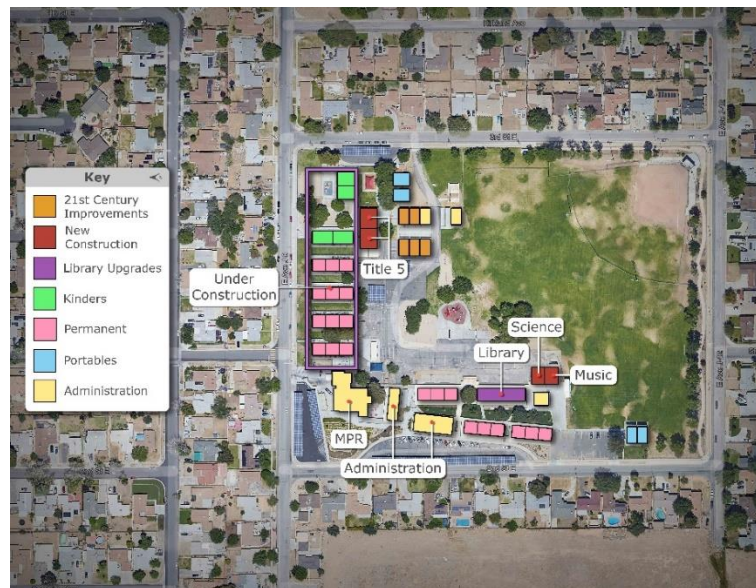 Key
21st Century
Improvements
New
Construction
Library Upgrades
Kinders
Permanent
Portables
Administration
Under
Construction
Title 5
Science
Library
Music
MPR
Administration